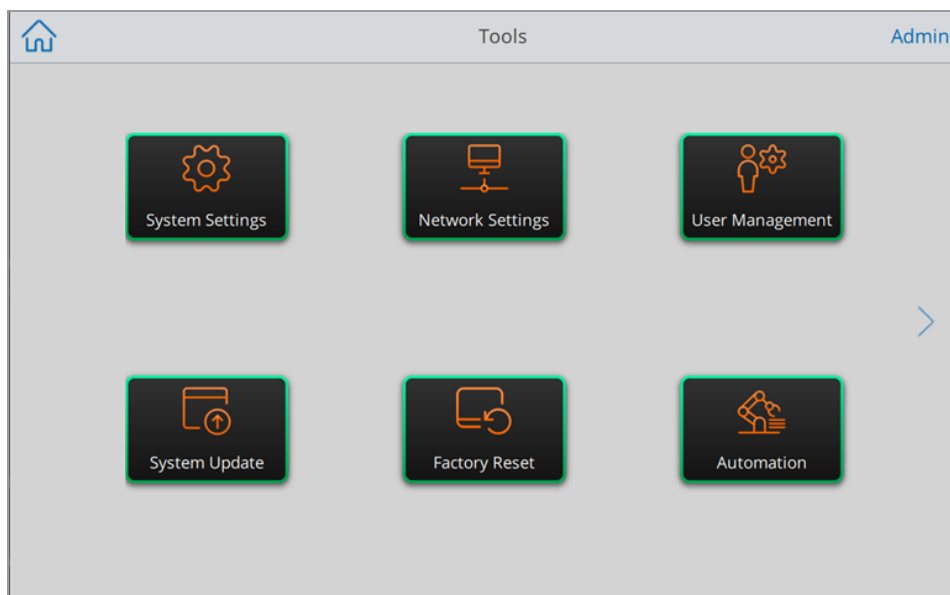 Tools
Admin
System Settings
Network Settings
User Management
System Update
Factory Reset
Automation